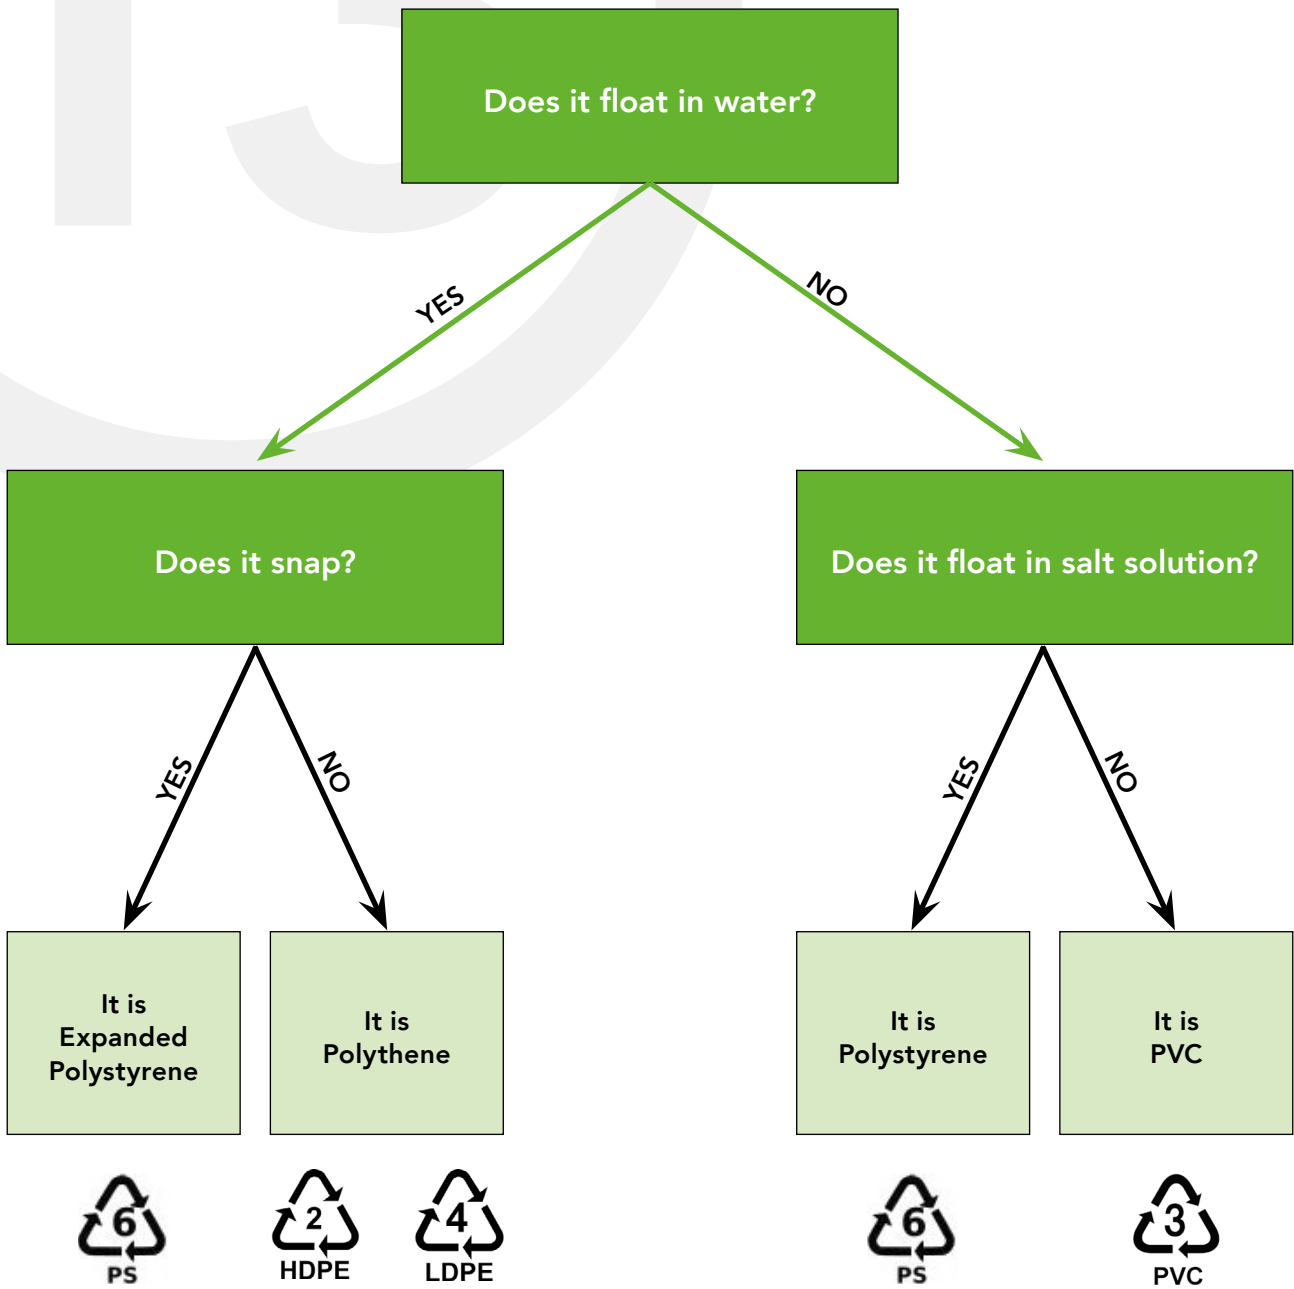 Does it float in water?
YES
NO
Does it snap?
Does it float in salt solution?
YES
NO
YES
NO
It is
Expanded
Polystyrene
It is
Polythene
It is
Polystyrene
It is
PVC
6
PS
2
HDPE
4
LDPE
6
PS
3
PVC